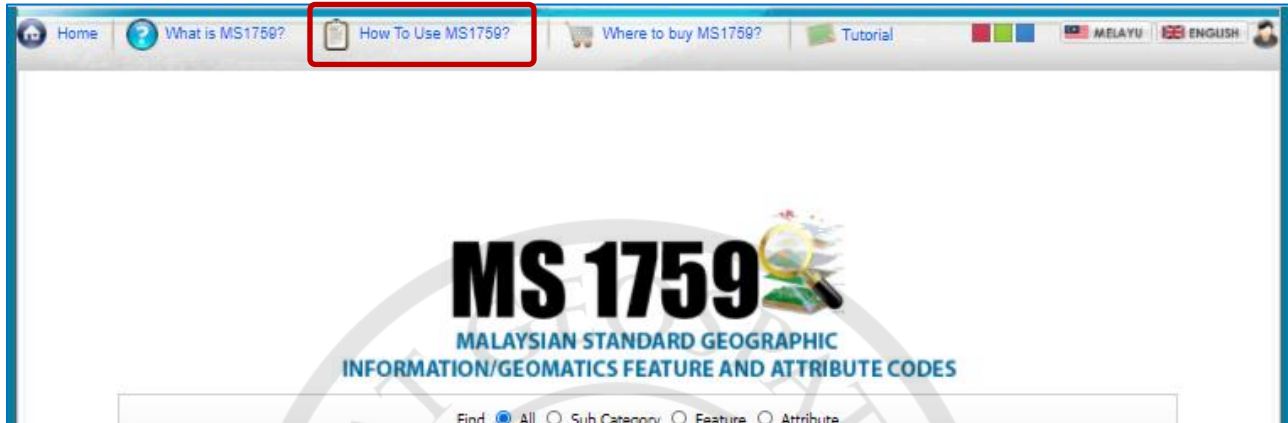 Home What is MS1759? How To Use MS1759? Where to buy MS1759? Tutorial MELAYU ENGLISH
MS 1759
MALAYSIAN STANDARD GEOGRAPHIC
INFORMATION/GEOMATICS FEATURE AND ATTRIBUTE CODES
Find All Sub Category Feature Attribute